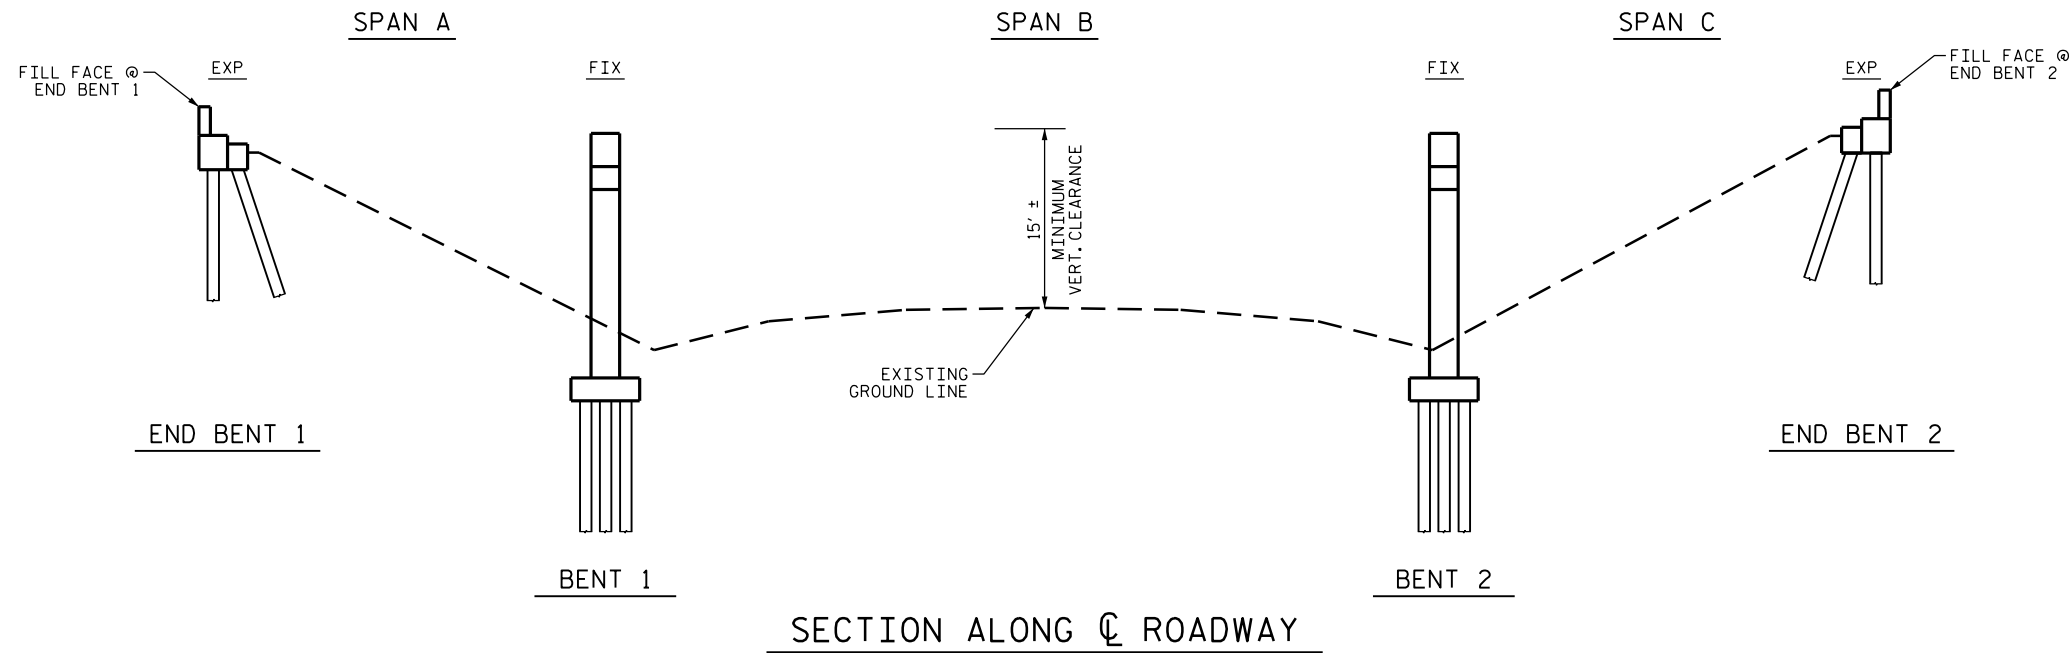 SPAN A
SPAN B
SPAN C
FILL FACE @
END BENT 1
EXP
FIX
FIX
EXP
FILL FACE @
END BENT 2
15' ±
MINIMUM
VERT. CLEARANCE
EXISTING
GROUND LINE
END BENT 1
END BENT 2
BENT 1
BENT 2
SECTION ALONG ℄ ROADWAY